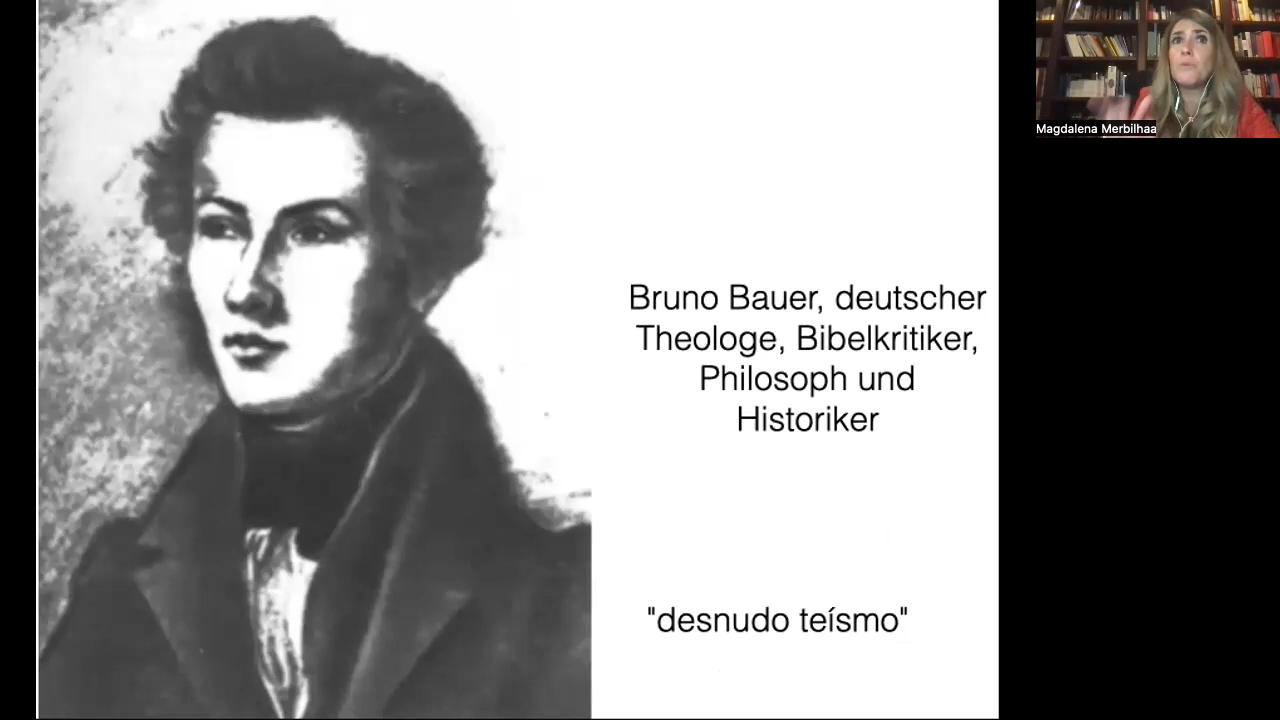 Magdalena Merbilhaa
Bruno Bauer, deutscher
Theologe, Bibelkritiker,
Philosoph und
Historiker
"desnudo teísmo"